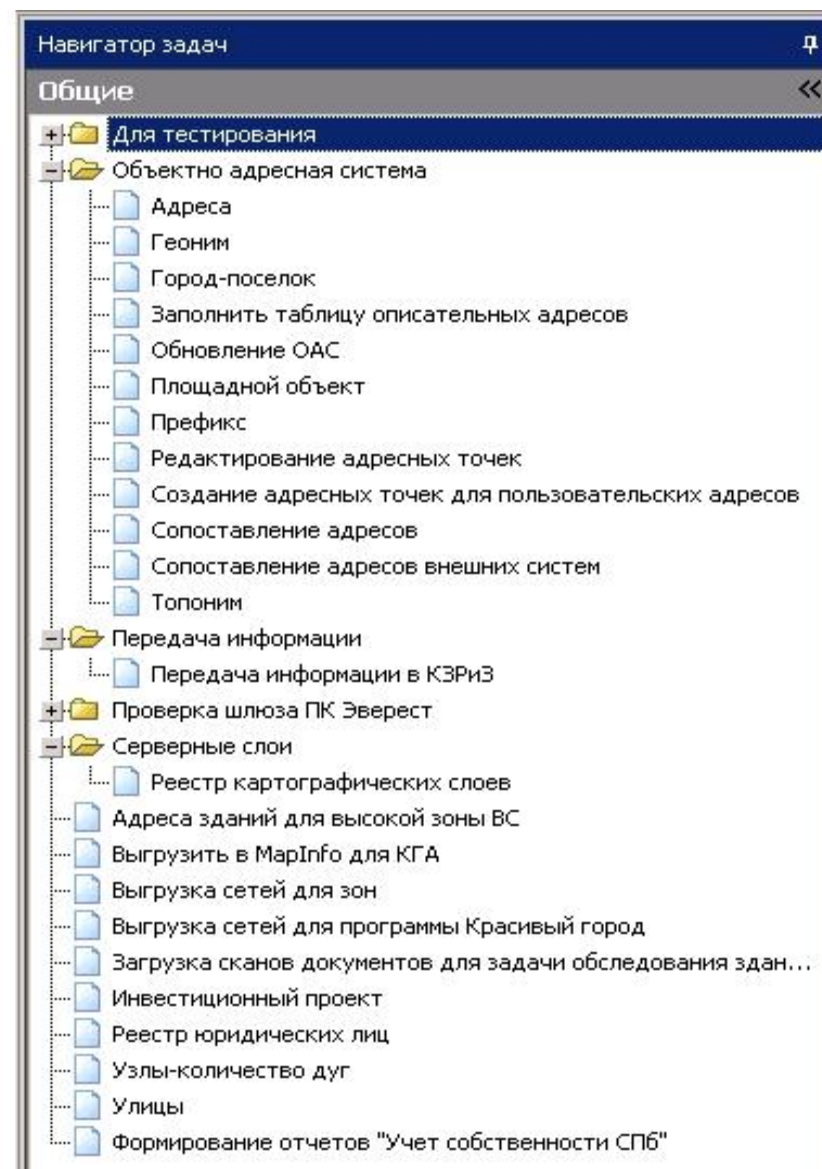 Навигатор задач
Общие
Для тестирования
Объектно адресная система
Адреса
Геоним
Город-поселок
Заполнить таблицу описательных адресов
Обновление ОАС
Площадной объект
Префикс
Редактирование адресных точек
Создание адресных точек для пользовательских адресов
Сопоставление адресов
Сопоставление адресов внешних систем
Топоним
Передача информации
Передача информации в КЗРиЗ
Проверка шлюза ПК Эверест
Серверные слои
Реестр картографических слоев
Адреса зданий для высокой зоны ВС
Выгрузить в MapInfo для КГА
Выгрузка сетей для зон
Выгрузка сетей для программы Красивый город
Загрузка сканов документов для задачи обследования здан...
Инвестиционный проект
Реестр юридических лиц
Узлы-количество дуг
Улицы
Формирование отчетов "Учет собственности СПб"